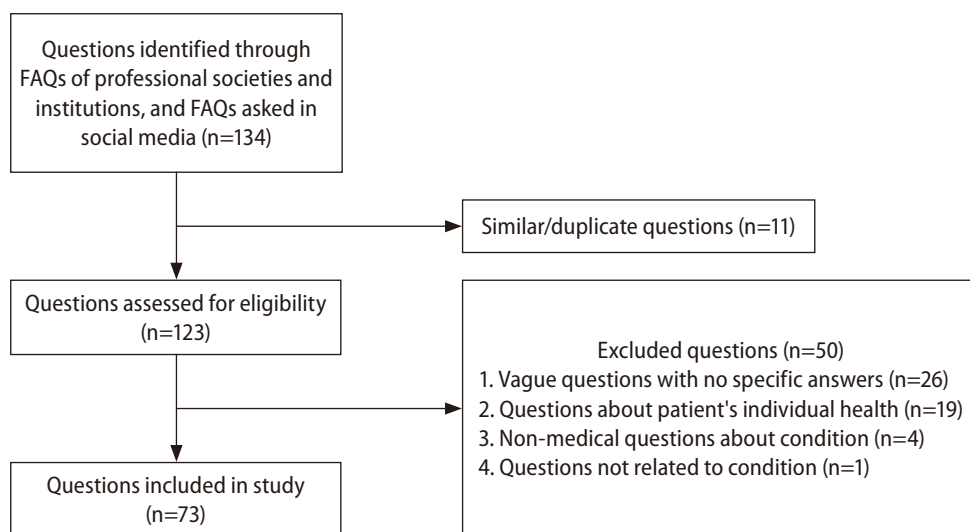 Questions identified through
FAQs of professional societies and
institutions, and FAQs asked in
social media (n=134)
Similar/duplicate questions (n=11)
Questions assessed for eligibility
(n=123)
Excluded questions (n=50)
1. Vague questions with no specific answers (n=26)
2. Questions about patient's individual health (n=19)
3. Non-medical questions about condition (n=4)
4. Questions not related to condition (n=1)
Questions included in study
(n=73)